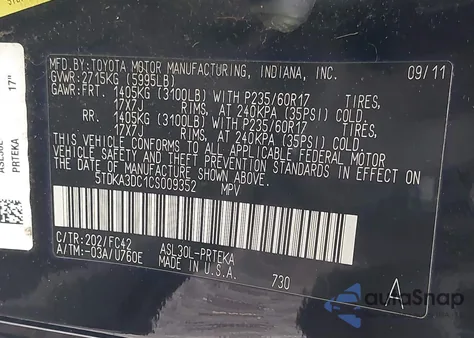 MFD.BY: TOYOTA MOTOR MANUFACTURING, INDIANA, INC. 09/11
GVWR: 2715KG (5995LB)
GAWR: FRT. 1405KG (3100LB) WITH P235/60R17 TIRES,
17X7J RIMS, AT 240KPA (35PSI) COLD
RR. 1405KG (3100LB) WITH P235/60R17 TIRES,
17X7J RIMS, AT 240KPA (35PSI) COLD
THIS VEHICLE CONFORMS TO ALL APPLICABLE FEDERAL MOTOR
VEHICLE SAFETY AND THEFT PREVENTION STANDARDS IN EFFECT ON
THE DATE OF MANUFACTURE SHOWN ABOVE.
5TDKA3DC1CS009352 MPV
C/TR: 202/FC42 ASL30L-PRTEKA
A/TM: -03A/U760E MADE IN U.S.A. 730
A
ASL30L
PRTEKA
17"
autoSnap